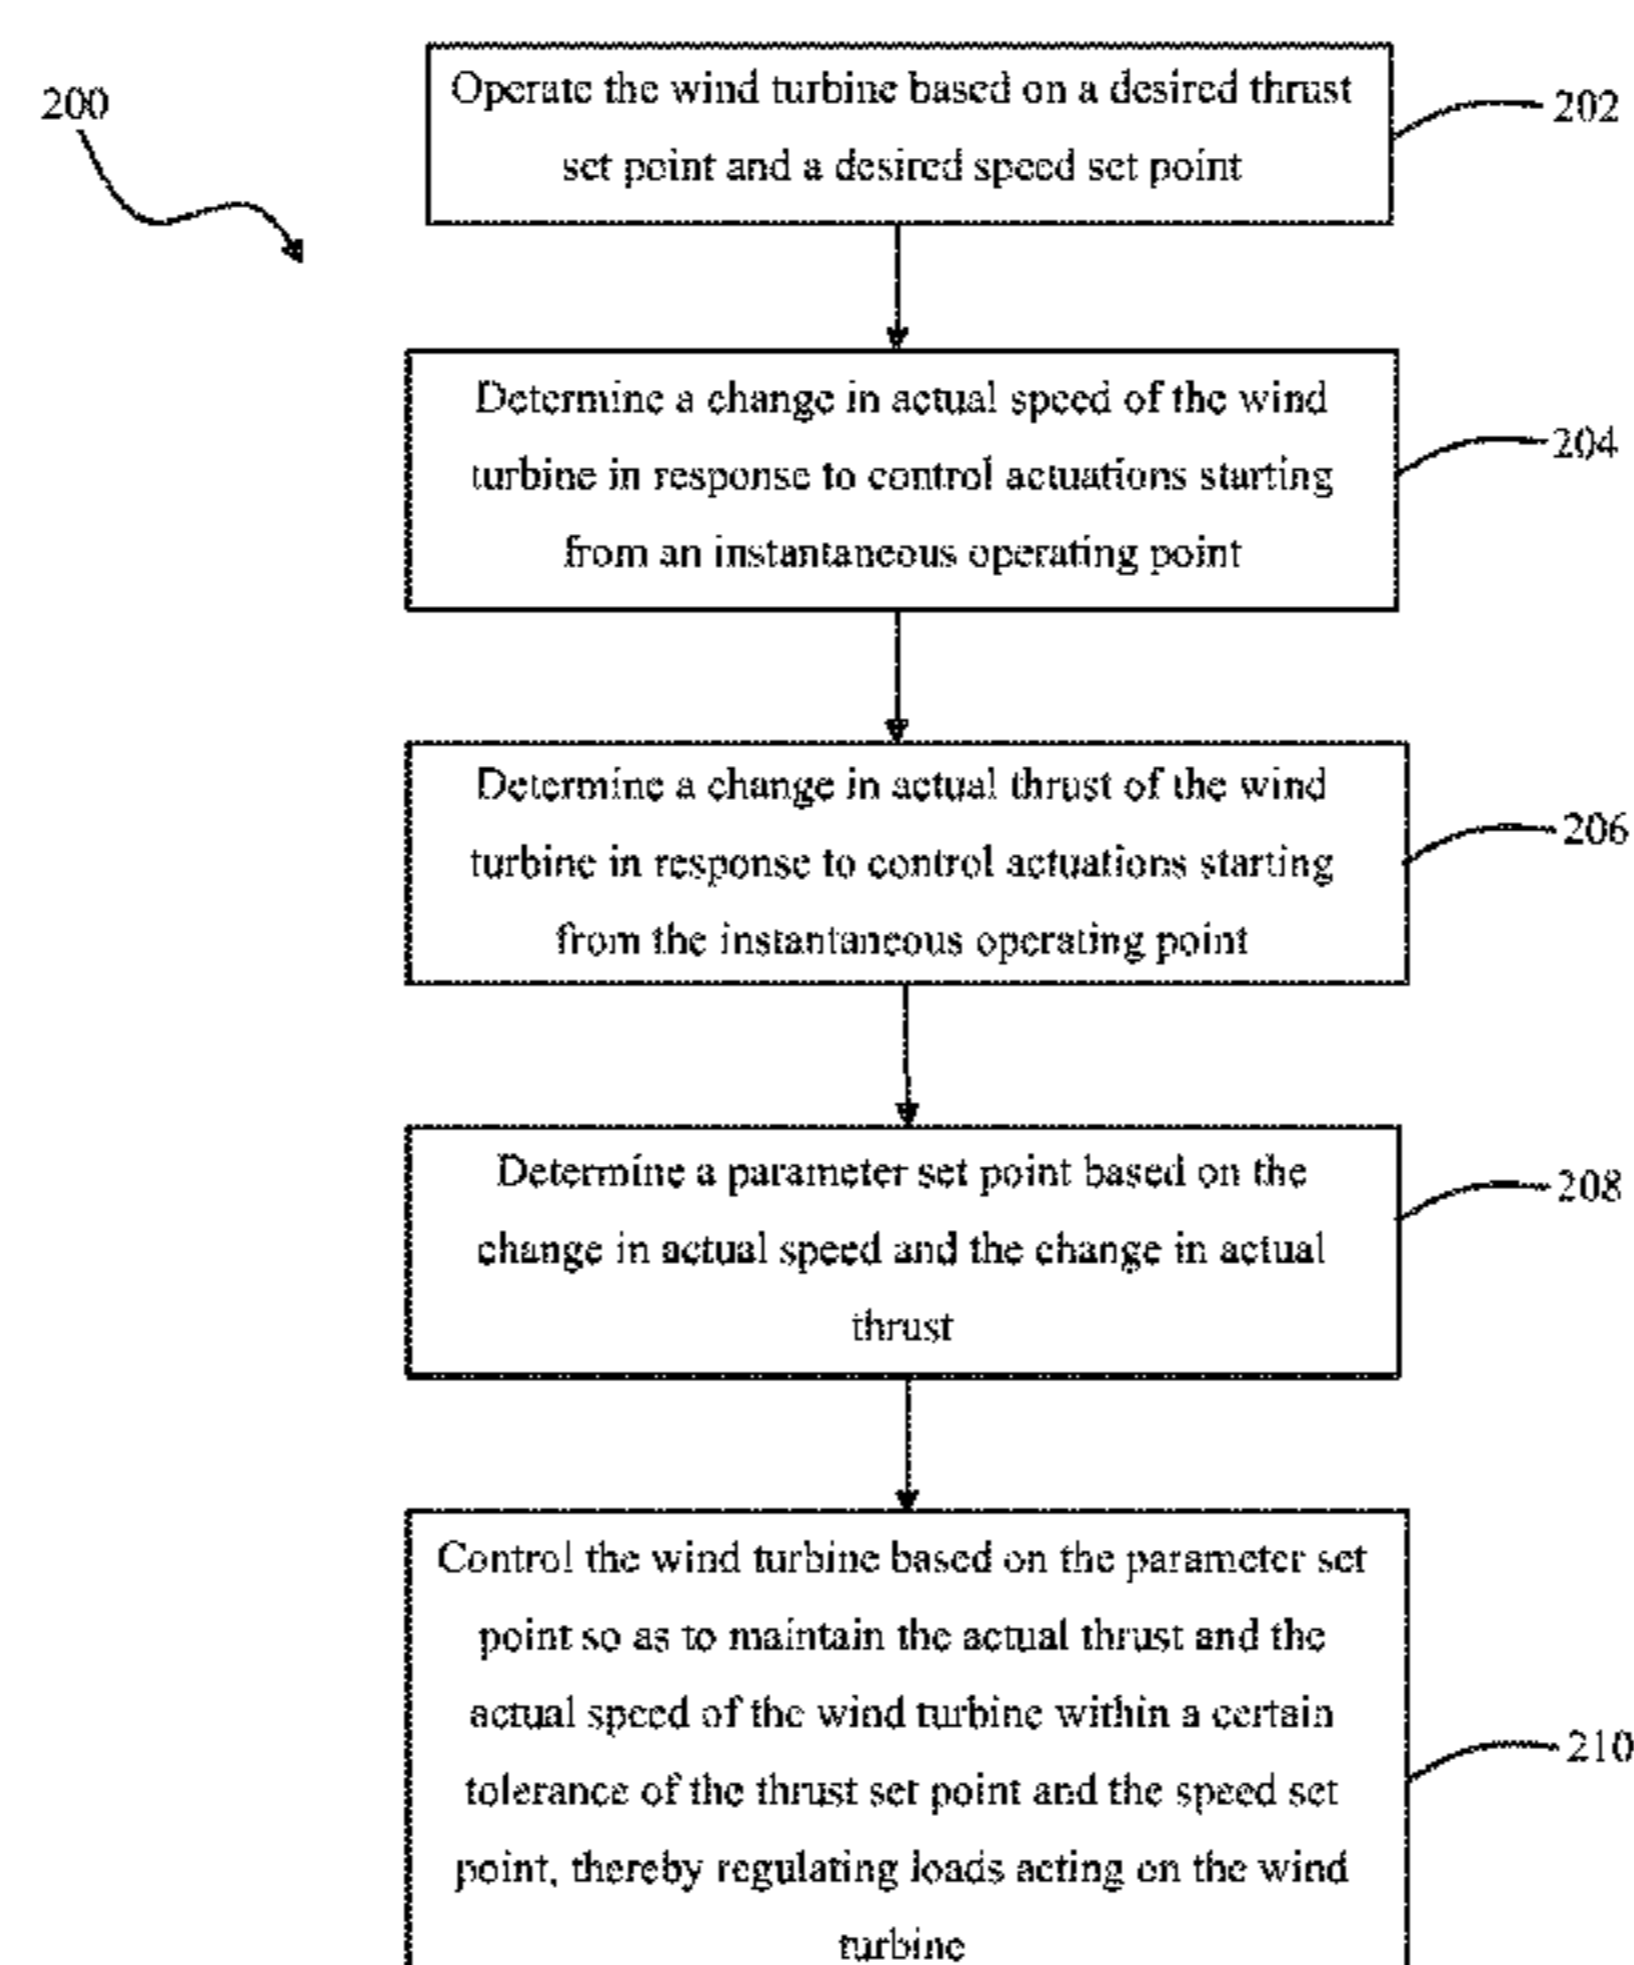 200
Operate the wind turbine based on a desired thrust
set point and a desired speed set point
202
Determine a change in actual speed of the wind
turbine in response to control actuations starting
from an instantaneous operating point
204
Determine a change in actual thrust of the wind
turbine in response to control actuations starting
from the instantaneous operating point
206
Determine a parameter set point based on the
change in actual speed and the change in actual
thrust
208
Control the wind turbine based on the parameter set
point so as to maintain the actual thrust and the
actual speed of the wind turbine within a certain
tolerance of the thrust set point and the speed set
point, thereby regulating loads acting on the wind
turbine
210